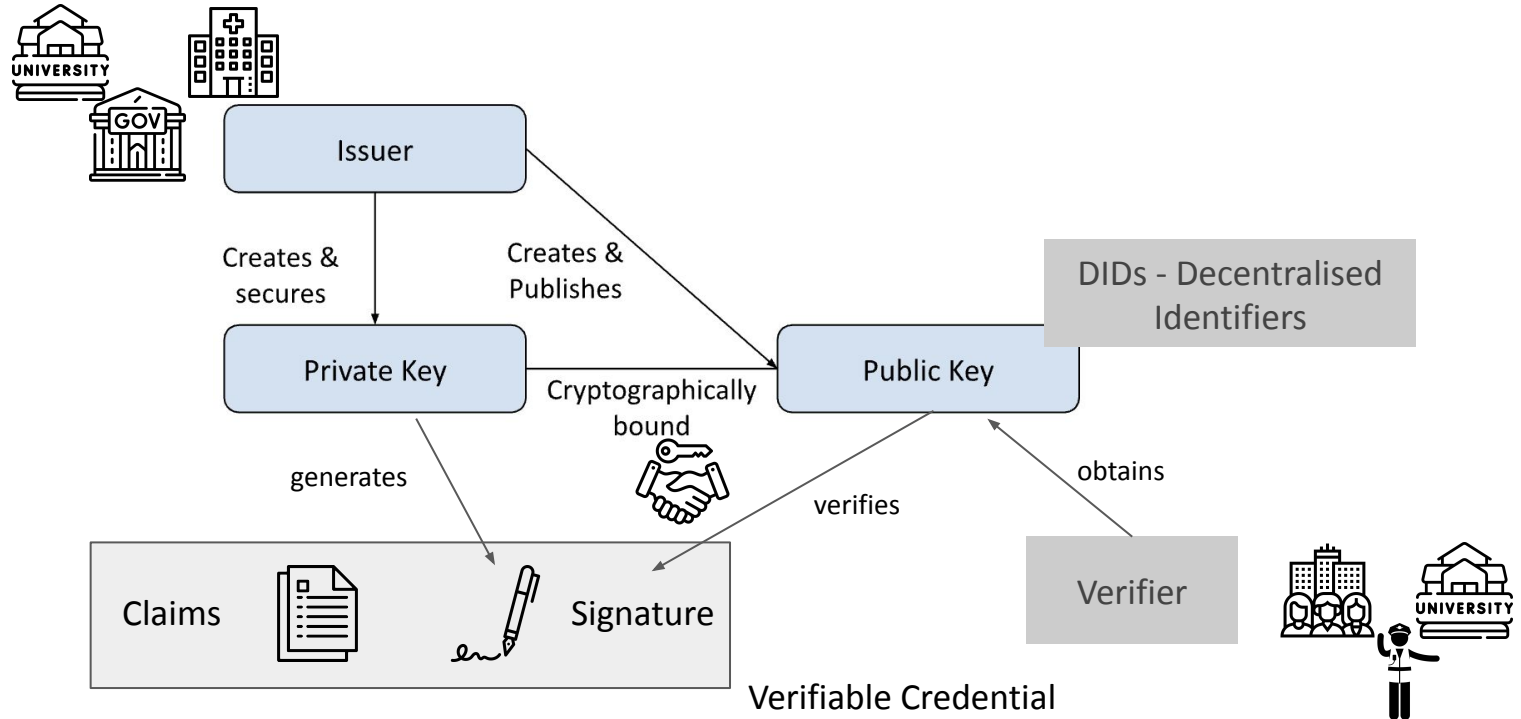 UNIVERSITY
GOV
Issuer
Creates &
secures
Creates &
Publishes
DIDs - Decentralised
Identifiers
Private Key
Cryptographically
bound
Public Key
generates
verifies
obtains
Claims
Signature
Verifier
UNIVERSITY
Verifiable Credential